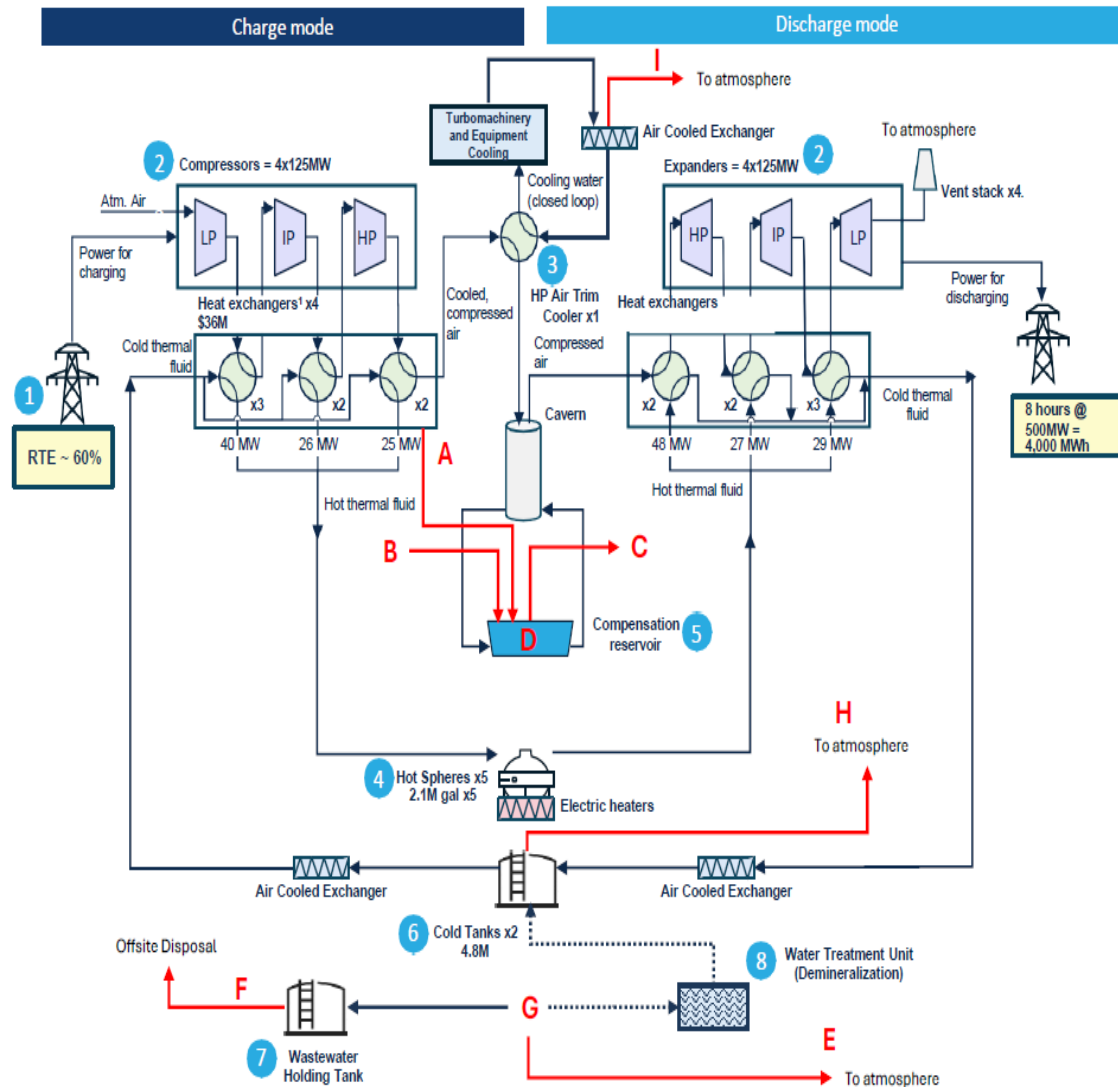 Charge mode
Discharge mode
I
To atmosphere
Turbomachinery
and Equipment
Cooling
Air Cooled Exchanger
To atmosphere
2
Compressors = 4x125MW
Expanders = 4x125MW
2
Vent stack x4.
Atm. Air
Cooling water
(closed loop)
LP
IP
HP
HP
IP
LP
Power for
charging
3
HP Air Trim
Cooler x1
Power for
discharging
Heat exchangers¹ x4
$36M
Cooled,
compressed
air
Heat exchangers
Cold thermal
fluid
Compressed
air
1
x3
x2
x2
x2
x2
x3
Cold thermal
fluid
Cavern
RTE ~ 60%
8 hours @
500MW =
4,000 MWh
40 MW
26 MW
25 MW
A
48 MW
27 MW
29 MW
Hot thermal fluid
Hot thermal fluid
B
C
D
Compensation
reservoir
5
H
To atmosphere
4
Hot Spheres x5
2.1M gal x5
Electric heaters
Air Cooled Exchanger
Air Cooled Exchanger
6
Cold Tanks x2
4.8M
Offsite Disposal
8
Water Treatment Unit
(Demineralization)
F
G
E
7
Wastewater
Holding Tank
To atmosphere